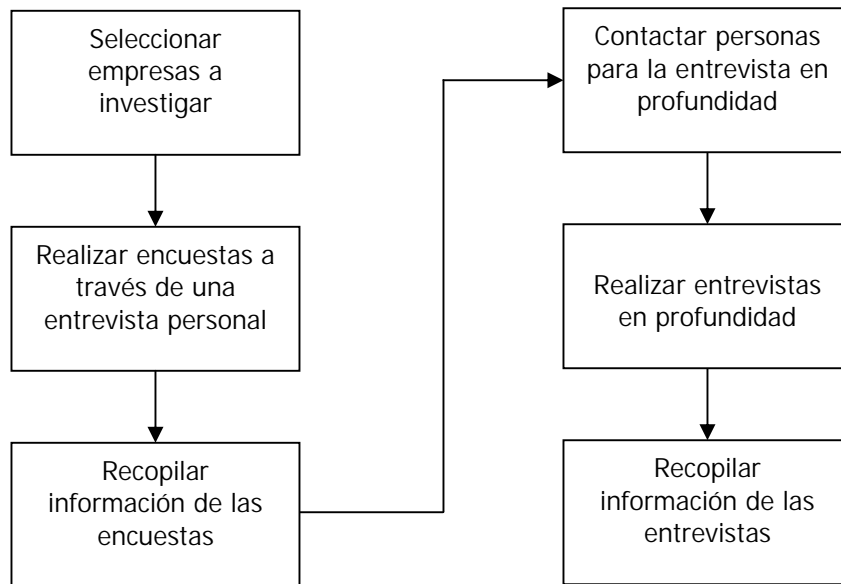 Seleccionar
empresas a
investigar
Realizar encuestas a
través de una
entrevista personal
Recopilar
información de las
encuestas
Contactar personas
para la entrevista en
profundidad
Realizar entrevistas
en profundidad
Recopilar
información de las
entrevistas